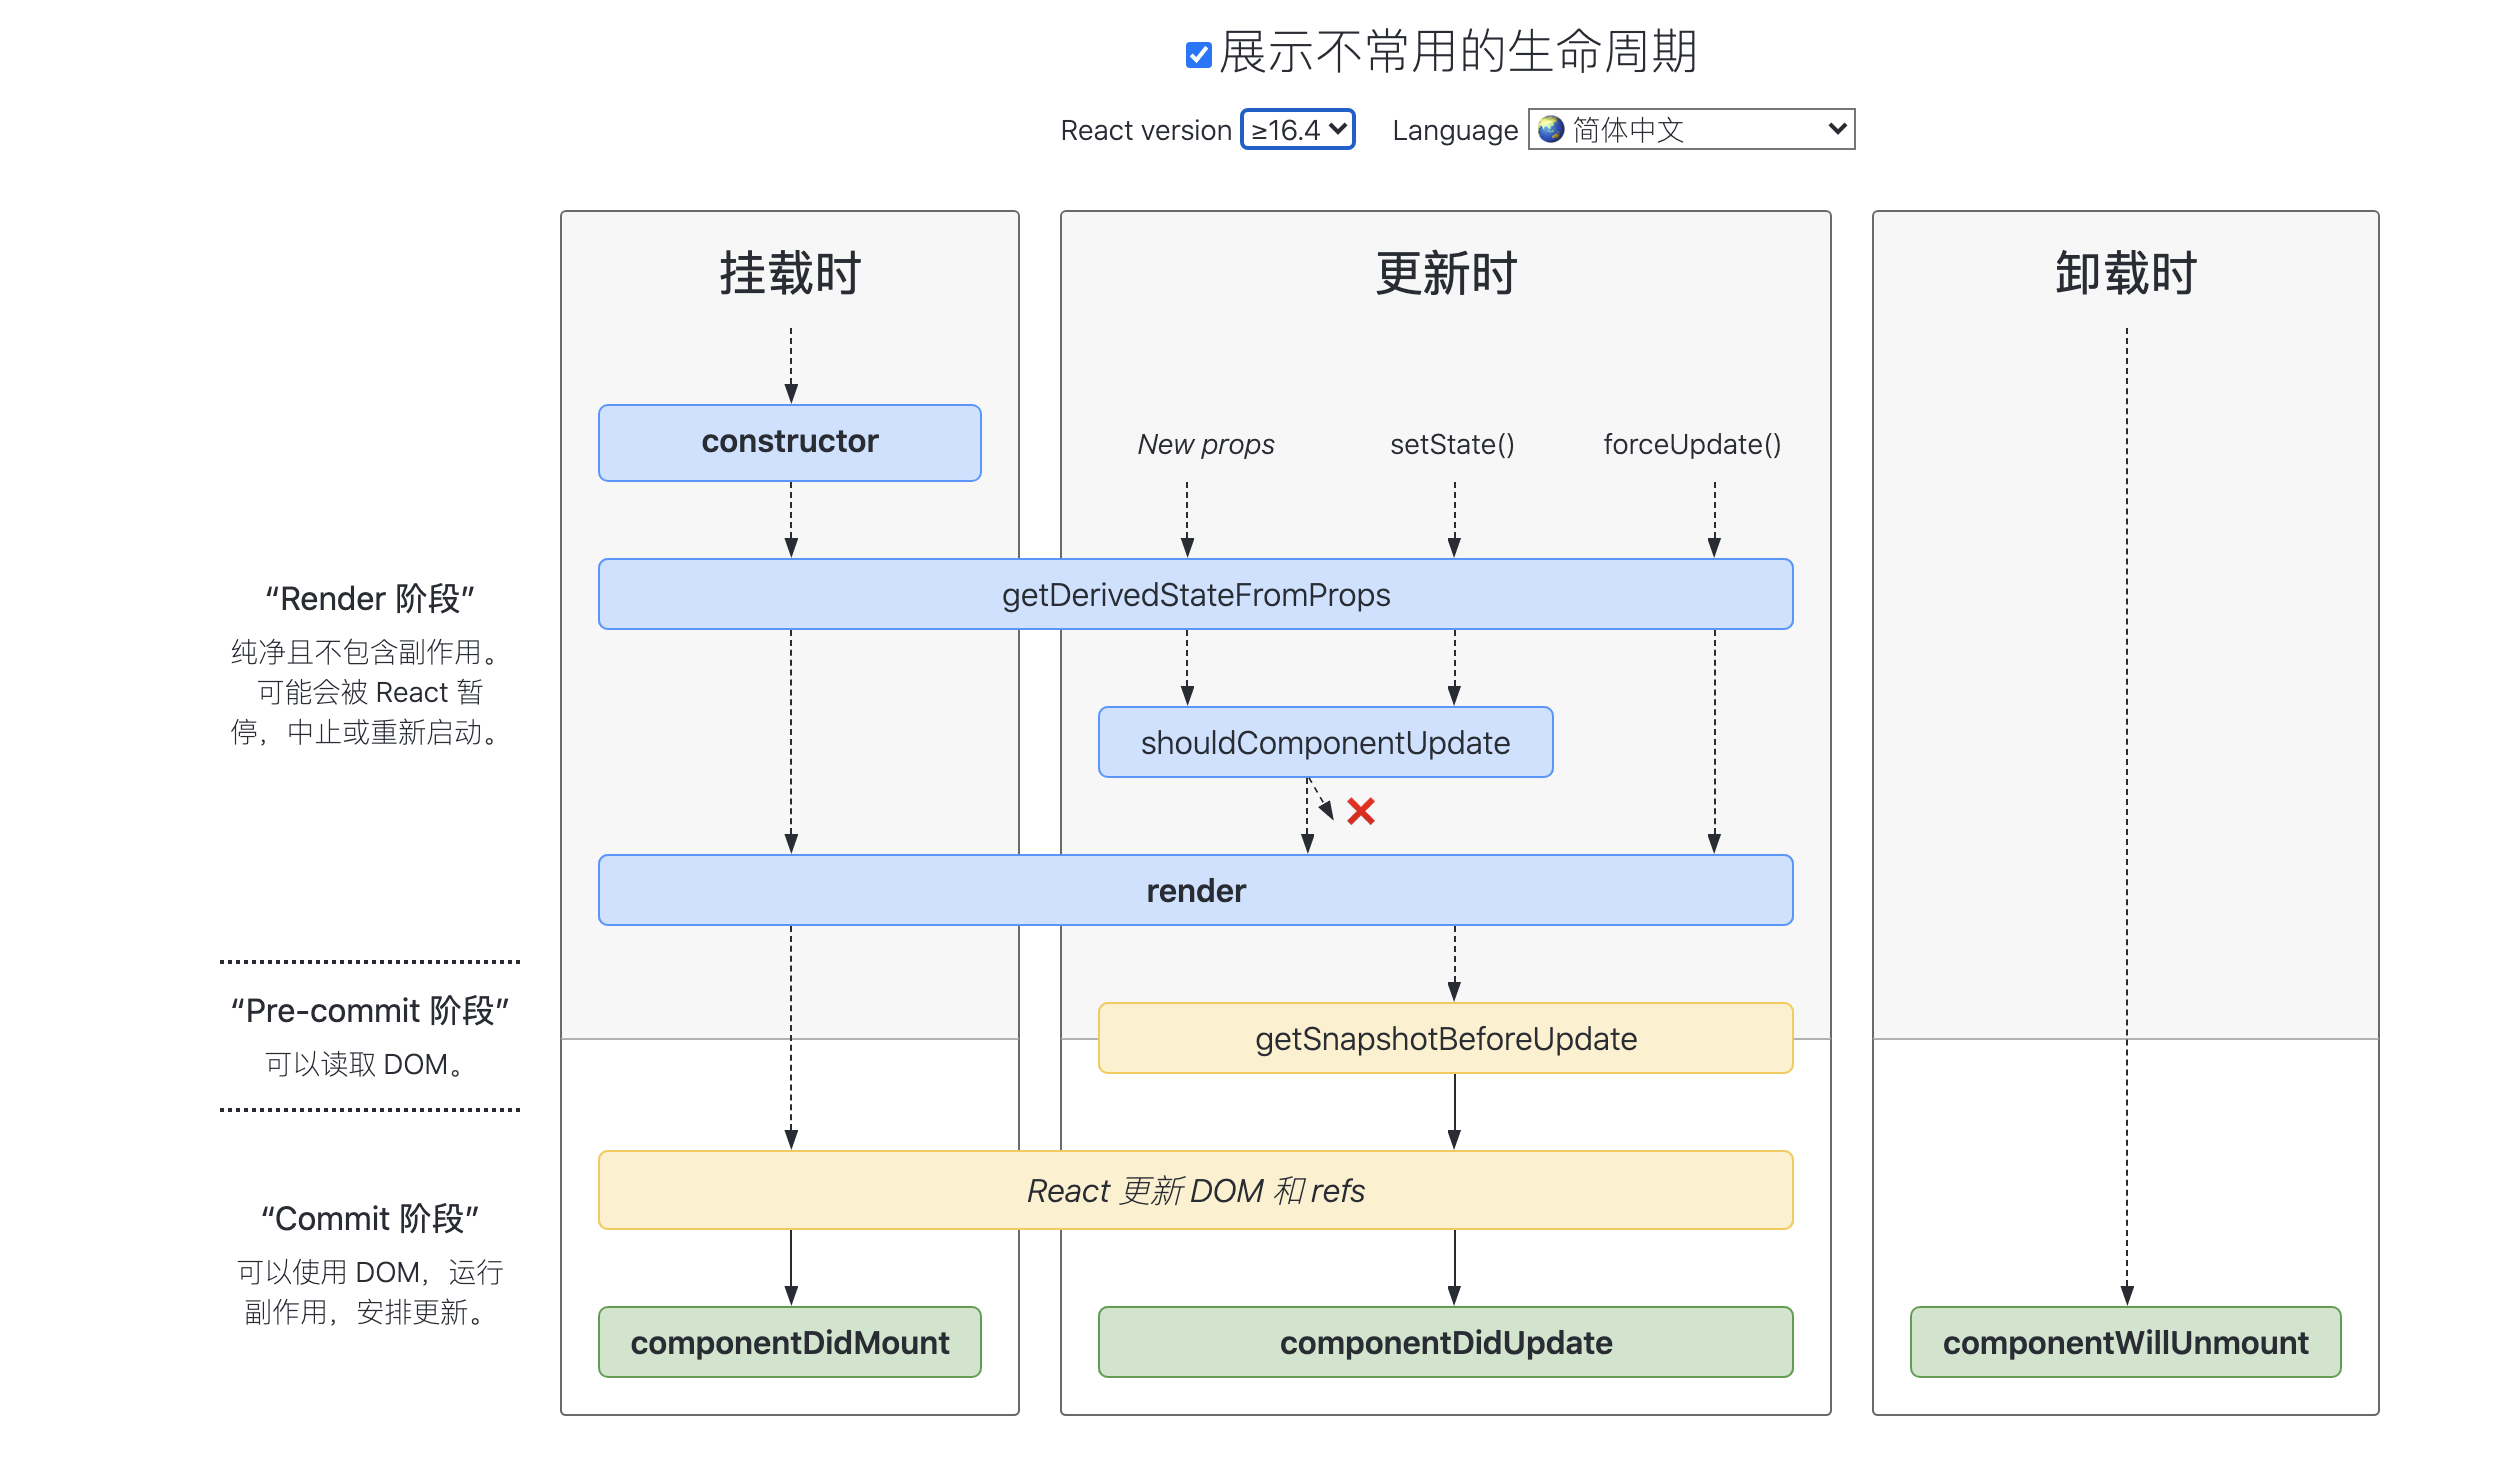 展示不常用的生命周期
React version ≥16.4 Language 🌏 简体中文
挂载时
更新时
卸载时
constructor
New props
setState()
forceUpdate()
getDerivedStateFromProps
“Render 阶段”
纯净且不包含副作用。
可能会被 React 暂
停，中止或重新启动。
shouldComponentUpdate
render
“Pre-commit 阶段”
可以读取 DOM。
getSnapshotBeforeUpdate
React 更新 DOM 和 refs
“Commit 阶段”
可以使用 DOM，运行
副作用，安排更新。
componentDidMount
componentDidUpdate
componentWillUnmount